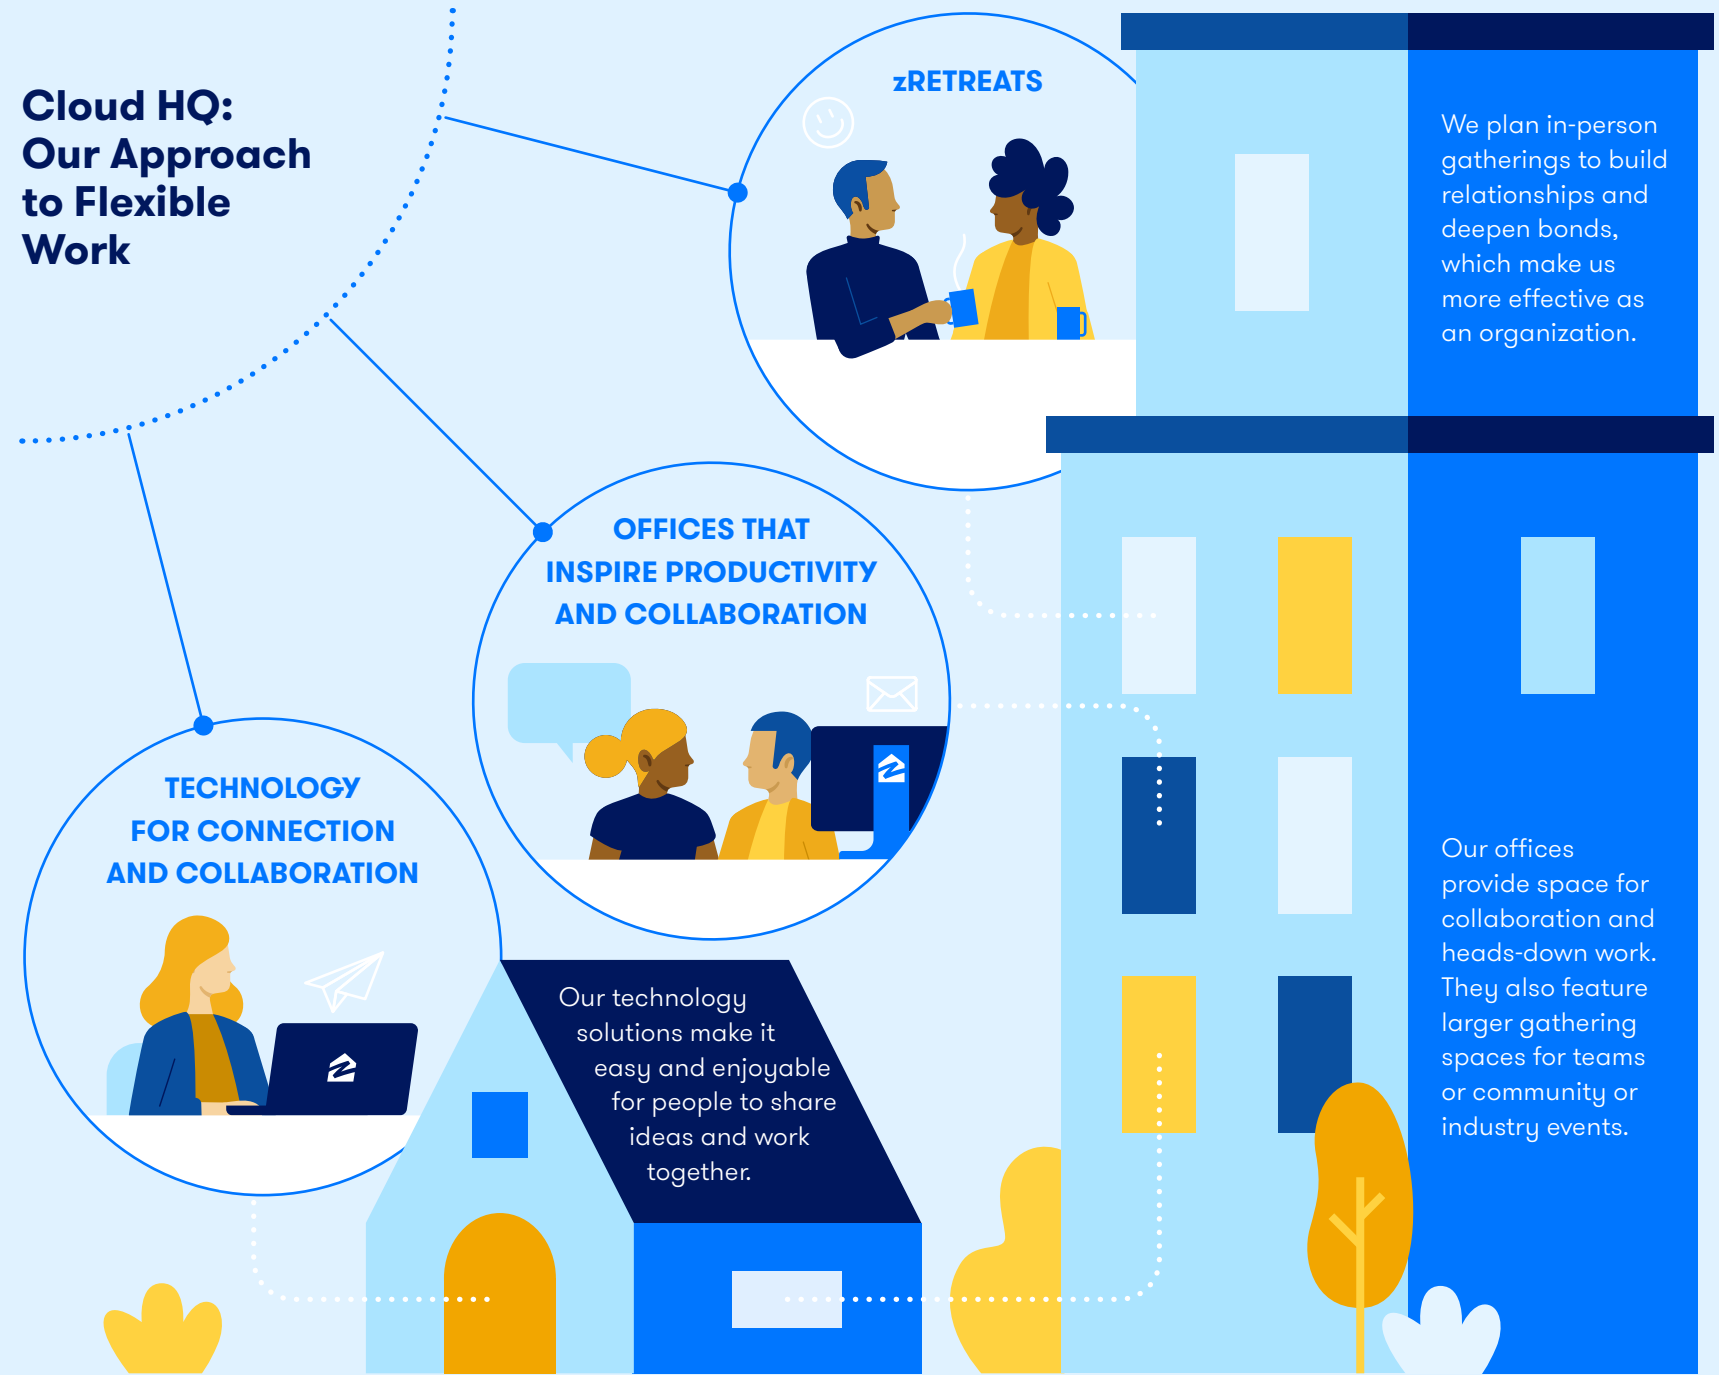 Cloud HQ:
Our Approach
to Flexible
Work
zRETREATS
We plan in-person
gatherings to build
relationships and
deepen bonds,
which make us
more effective as
an organization.
OFFICES THAT
INSPIRE PRODUCTIVITY
AND COLLABORATION
Our offices
provide space for
collaboration and
heads-down work.
They also feature
larger gathering
spaces for teams
or community or
industry events.
TECHNOLOGY
FOR CONNECTION
AND COLLABORATION
Our technology
solutions make it
easy and enjoyable
for people to share
ideas and work
together.